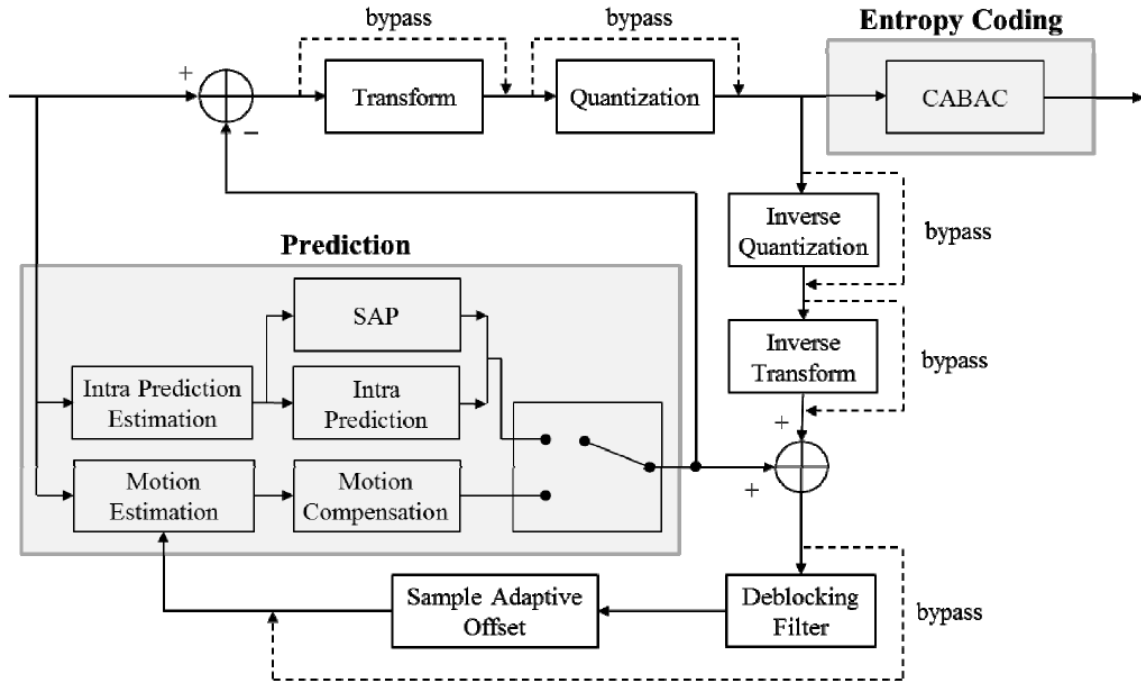 bypass
bypass
Entropy Coding
+
Transform
Quantization
CABAC
−
Inverse
Quantization
bypass
Prediction
SAP
Inverse
Transform
bypass
Intra Prediction
Estimation
Intra
Prediction
+
Motion
Estimation
Motion
Compensation
+
Sample Adaptive
Offset
Deblocking
Filter
bypass